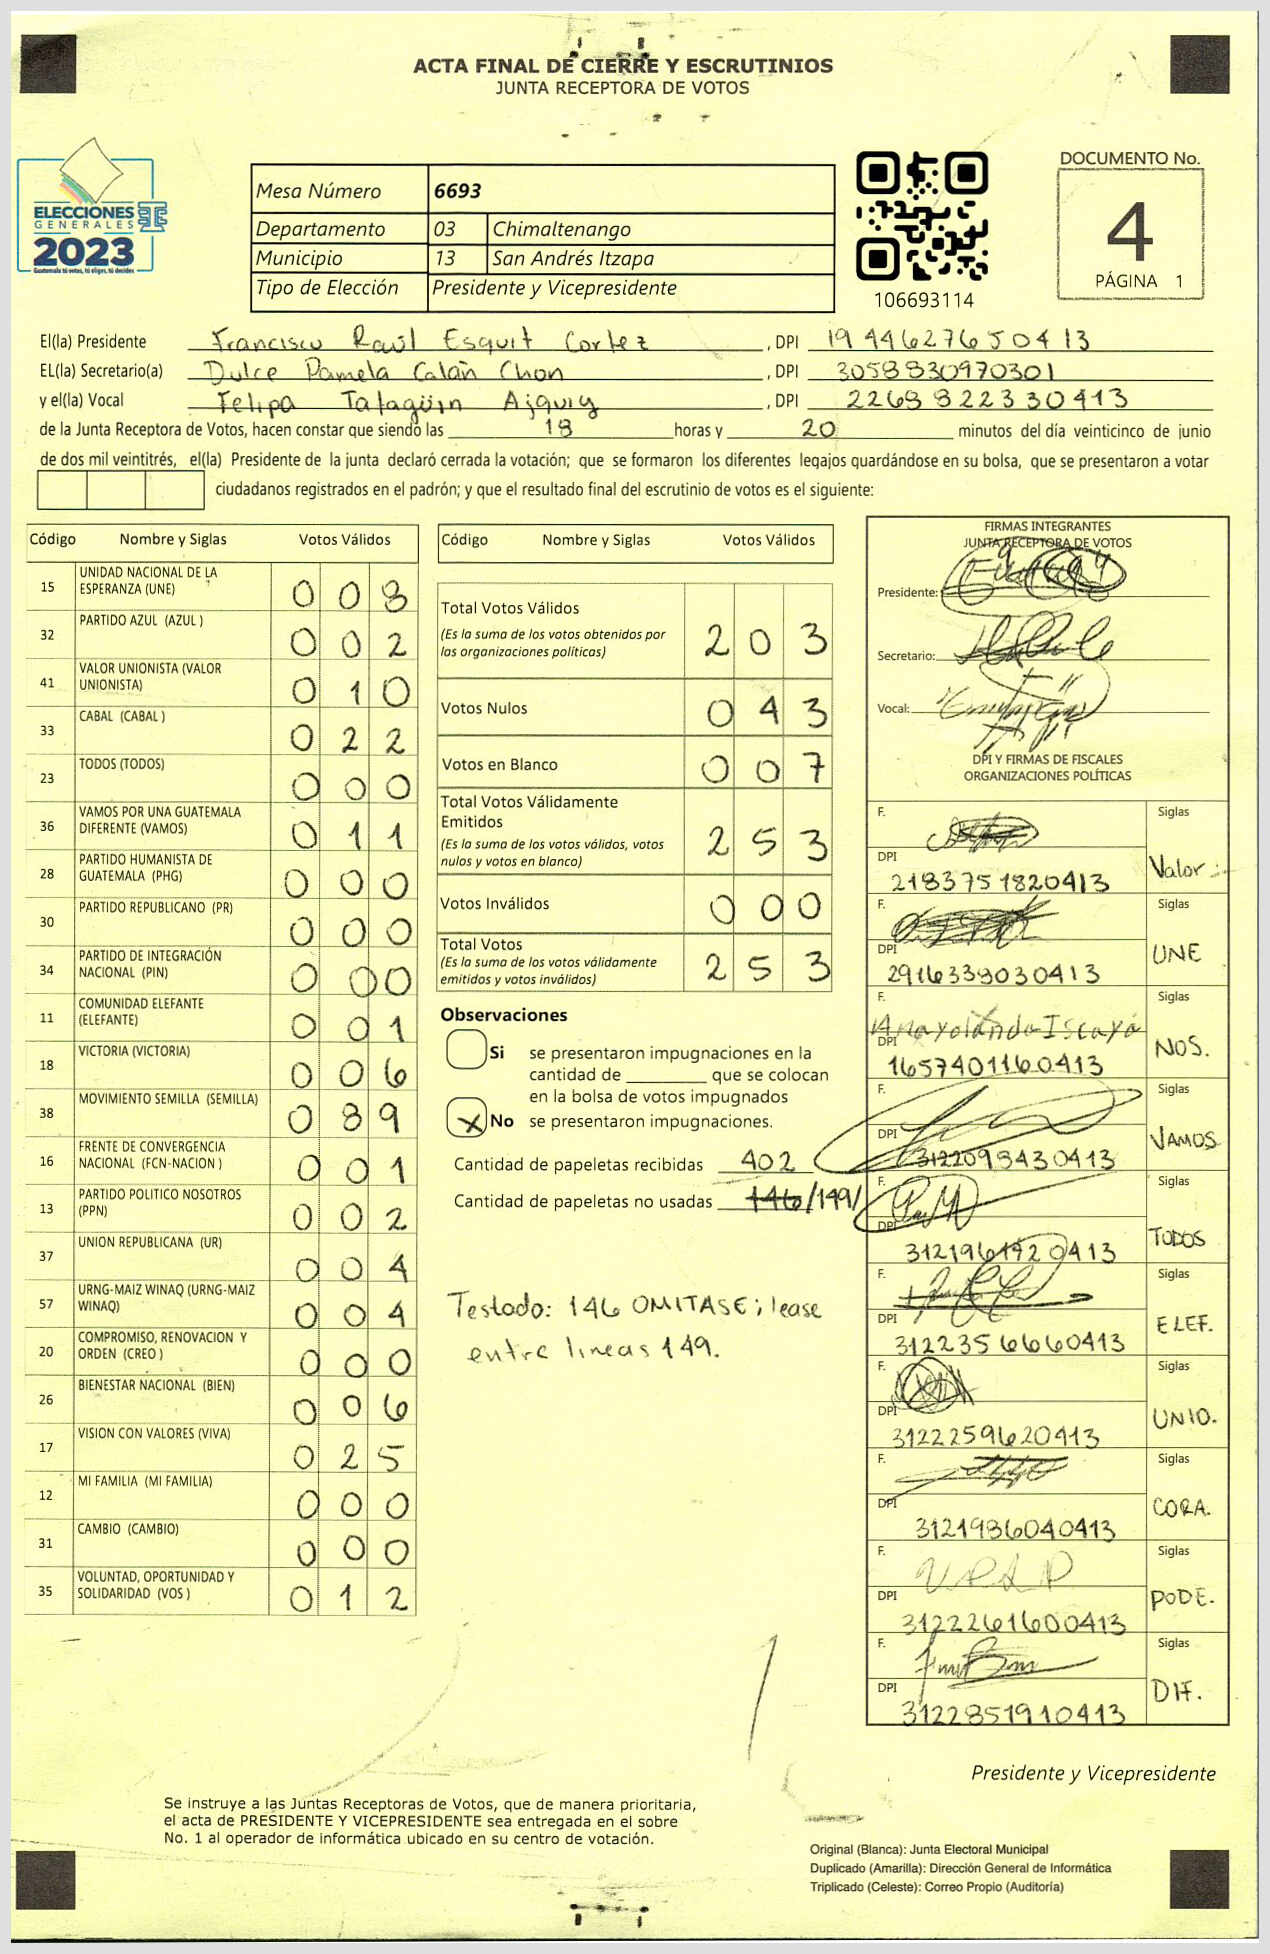 ACTA FINAL DE CIERRE Y ESCRUTINIOS
JUNTA RECEPTORA DE VOTOS
ELECCIONES
GENERALES
2023
Guatemala tú votas, tú eliges, tú decides
Mesa Número 6693
Departamento 03 Chimaltenango
Municipio 13 San Andrés Itzapa
Tipo de Elección Presidente y Vicepresidente
106693114
DOCUMENTO No.
4
PÁGINA 1
El(la) Presidente Francisco Raúl Esquit Cortez , DPI 1944627650413
EL(la) Secretario(a) Dulce Pamela Calan Chon , DPI 3058830970301
y el(la) Vocal Felipa Ajquiy , DPI 2268822330413
de la Junta Receptora de Votos, hacen constar que siendo las 18 horas y 20 minutos del día veinticinco de junio
de dos mil veintitrés, el(la) Presidente de la junta declaró cerrada la votación; que se formaron los diferentes legajos guardándose en su bolsa, que se presentaron a votar
ciudadanos registrados en el padrón; y que el resultado final del escrutinio de votos es el siguiente:
Código Nombre y Siglas Votos Válidos
15 UNIDAD NACIONAL DE LA ESPERANZA (UNE) 0 0 8
32 PARTIDO AZUL (AZUL ) 0 0 2
41 VALOR UNIONISTA (VALOR UNIONISTA) 0 1 0
33 CABAL (CABAL ) 0 2 2
23 TODOS (TODOS) 0 0 0
36 VAMOS POR UNA GUATEMALA DIFERENTE (VAMOS) 0 1 1
28 PARTIDO HUMANISTA DE GUATEMALA (PHG) 0 0 0
30 PARTIDO REPUBLICANO (PR) 0 0 0
34 PARTIDO DE INTEGRACIÓN NACIONAL (PIN) 0 0 0
11 COMUNIDAD ELEFANTE (ELEFANTE) 0 0 1
18 VICTORIA (VICTORIA) 0 0 6
38 MOVIMIENTO SEMILLA (SEMILLA) 0 8 9
16 FRENTE DE CONVERGENCIA NACIONAL (FCN-NACION ) 0 0 1
13 PARTIDO POLITICO NOSOTROS (PPN) 0 0 2
37 UNION REPUBLICANA (UR) 0 0 4
57 URNG-MAIZ WINAQ (URNG-MAIZ WINAQ) 0 0 4
20 COMPROMISO, RENOVACION Y ORDEN (CREO ) 0 0 0
26 BIENESTAR NACIONAL (BIEN) 0 0 6
17 VISION CON VALORES (VIVA) 0 2 5
12 MI FAMILIA (MI FAMILIA) 0 0 0
31 CAMBIO (CAMBIO) 0 0 0
35 VOLUNTAD, OPORTUNIDAD Y SOLIDARIDAD (VOS ) 0 1 2
Código Nombre y Siglas Votos Válidos
Total Votos Válidos 2 0 3
(Es la suma de los votos obtenidos por
las organizaciones políticas)
Votos Nulos 0 4 3
Votos en Blanco 0 0 7
Total Votos Válidamente
Emitidos 2 5 3
(Es la suma de los votos válidos, votos
nulos y votos en blanco)
Votos Inválidos 0 0 0
Total Votos 2 5 3
(Es la suma de los votos válidamente
emitidos y votos inválidos)
Observaciones
Si se presentaron impugnaciones en la
cantidad de ________ que se colocan
en la bolsa de votos impugnados
X No se presentaron impugnaciones.
Cantidad de papeletas recibidas 402
Cantidad de papeletas no usadas 146/149/
Testado: 146 OMITASE; lease
entre lineas 149.
FIRMAS INTEGRANTES
JUNTA RECEPTORA DE VOTOS
Presidente:
Secretario:
Vocal:
DPI Y FIRMAS DE FISCALES
ORGANIZACIONES POLÍTICAS
F. Siglas
DPI 2183751820413 Valor
F. Siglas
DPI 2916339030413 UNE
F. Siglas
DPI 1657401160413 NOS.
F. Siglas
DPI 3122093430413 VAMOS
F. Siglas
DPI 3121961920413 TODOS
F. Siglas
DPI 3122356660413 ELEF.
F. Siglas
DPI 3122259620413 UNIO.
F. Siglas
DPI 3121936040413 CORA.
F. Siglas
DPI 3122261600413 PODE.
F. Siglas
DPI 3122851910413 DIF.
Presidente y Vicepresidente
Se instruye a las Juntas Receptoras de Votos, que de manera prioritaria,
el acta de PRESIDENTE Y VICEPRESIDENTE sea entregada en el sobre
No. 1 al operador de informática ubicado en su centro de votación.
Original (Blanca): Junta Electoral Municipal
Duplicado (Amarilla): Dirección General de Informática
Triplicado (Celeste): Correo Propio (Auditoría)